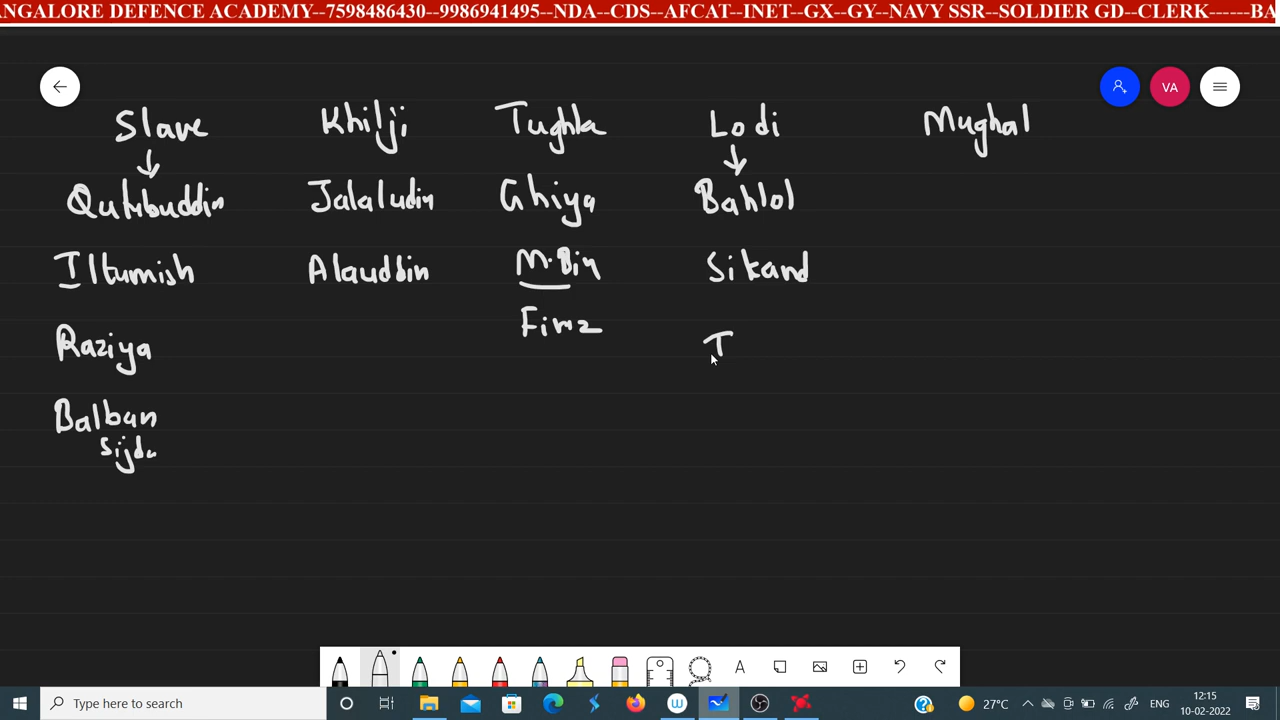 ANGALORE DEFENCE ACADEMY--7598486430--9986941495--NDA--CDS--AFCAT--INET--GX--GY--NAVY SSR--SOLDIER GD--CLERK------BA
VA
Slave Khilji Tughla Lodi Mughal
Qutubuddin Jalaludin Ghiya Bahlol
Iltumish Alauddin M.Bin Sikand
Raziya Firoz I
Balban
Sijda
A
Type here to search
27°C ENG 12:15
10-02-2022